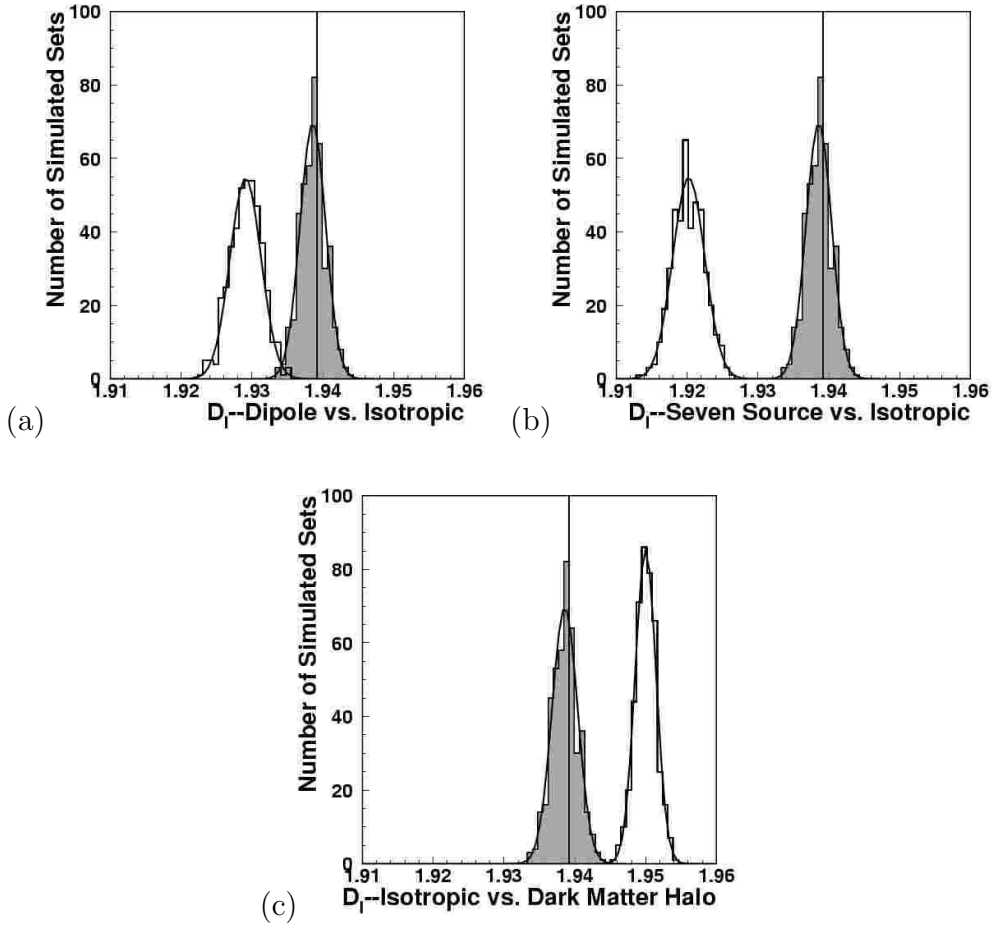 100
80
60
40
20
0
Number of Simulated Sets
1.91 1.92 1.93 1.94 1.95 1.96
D_I--Dipole vs. Isotropic
(a)
100
80
60
40
20
0
Number of Simulated Sets
1.91 1.92 1.93 1.94 1.95 1.96
D_I--Seven Source vs. Isotropic
(b)
100
80
60
40
20
0
Number of Simulated Sets
1.91 1.92 1.93 1.94 1.95 1.96
D_I--Isotropic vs. Dark Matter Halo
(c)